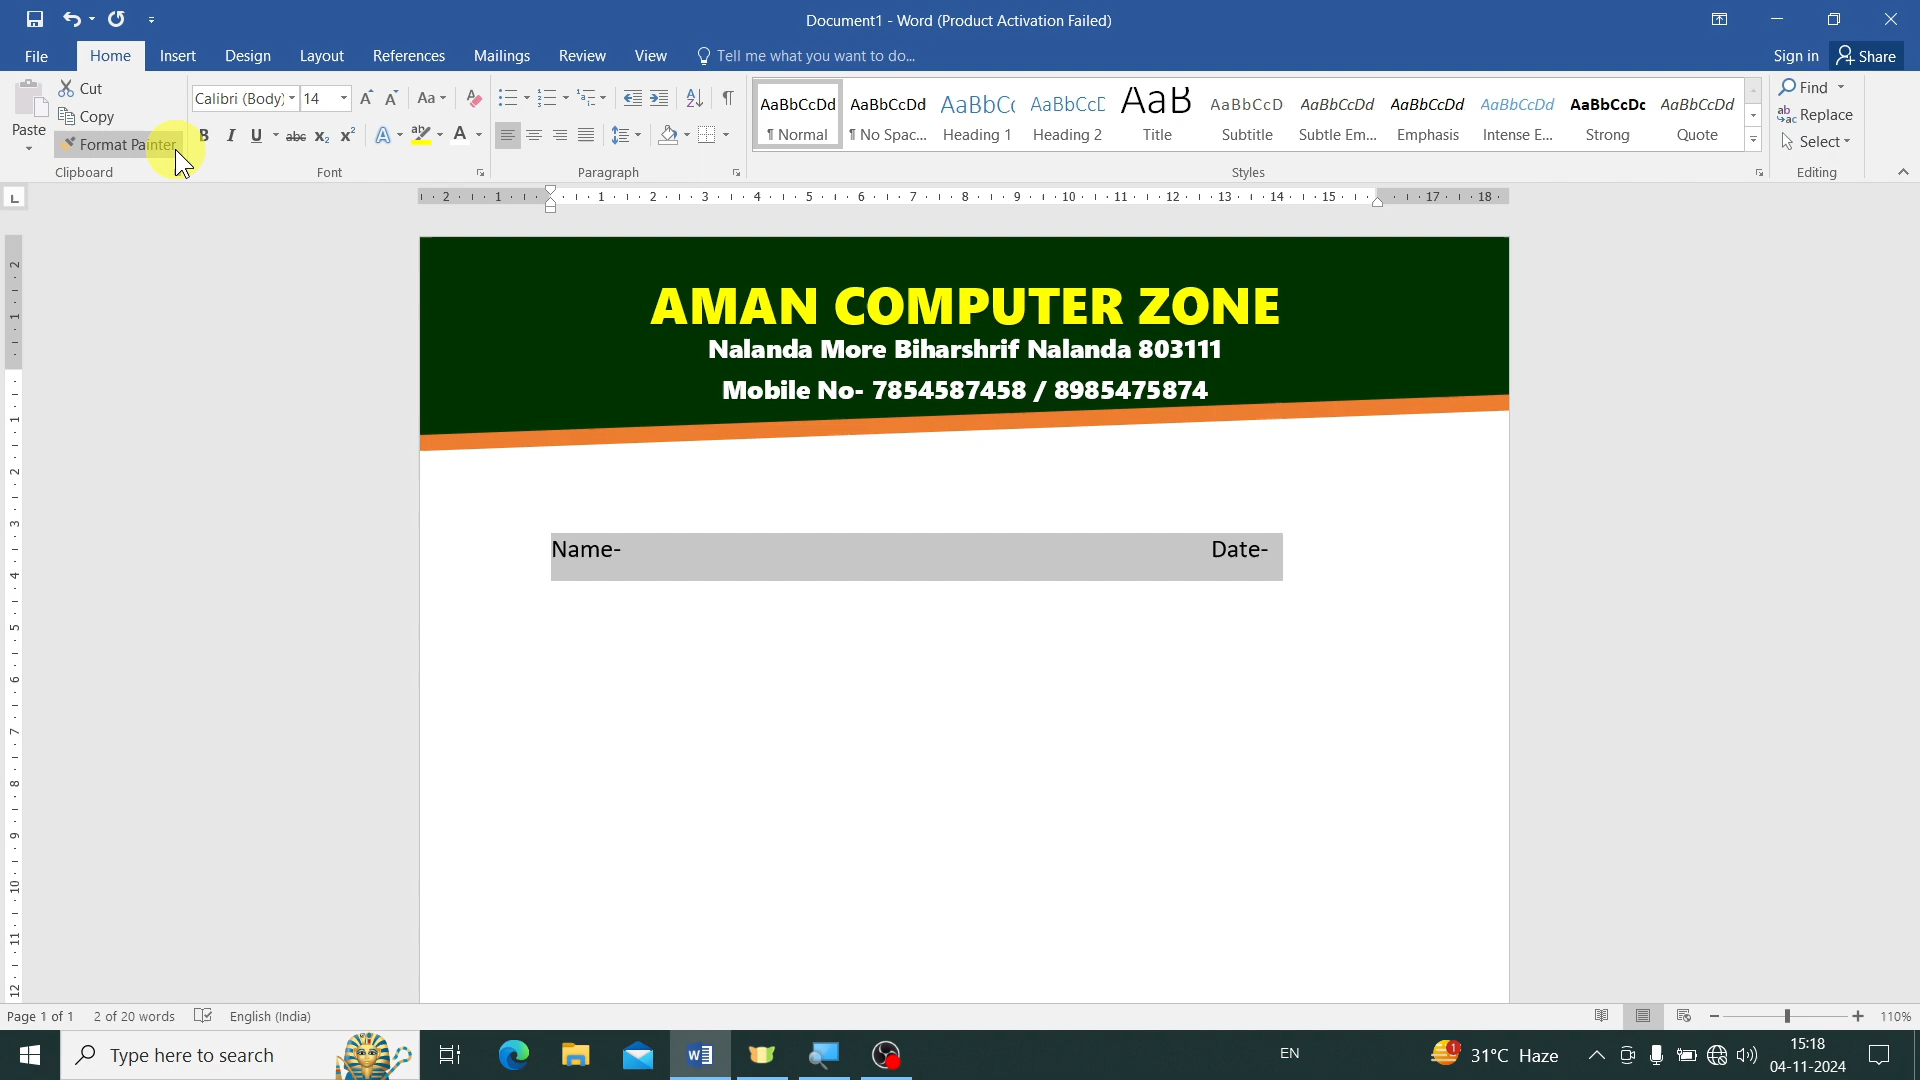 Document1 - Word (Product Activation Failed)
File Home Insert Design Layout References Mailings Review View Tell me what you want to do... Sign in Share
Paste
Cut
Copy
Format Painter
Clipboard
Calibri (Body) 14
Font
Paragraph
AaBbCcDd ¶ Normal
AaBbCcDd ¶ No Spac...
AaBbCc Heading 1
AaBbCcE Heading 2
AaB Title
AaBbCcD Subtitle
AaBbCcDd Subtle Em...
AaBbCcDd Emphasis
AaBbCcDd Intense E...
AaBbCcDc Strong
AaBbCcDd Quote
Styles
Find
Replace
Select
Editing
AMAN COMPUTER ZONE
Nalanda More Biharshrif Nalanda 803111
Mobile No- 7854587458 / 8985475874
Name- Date-
Page 1 of 1 2 of 20 words English (India) 110%
Type here to search EN 31°C Haze 15:18
04-11-2024